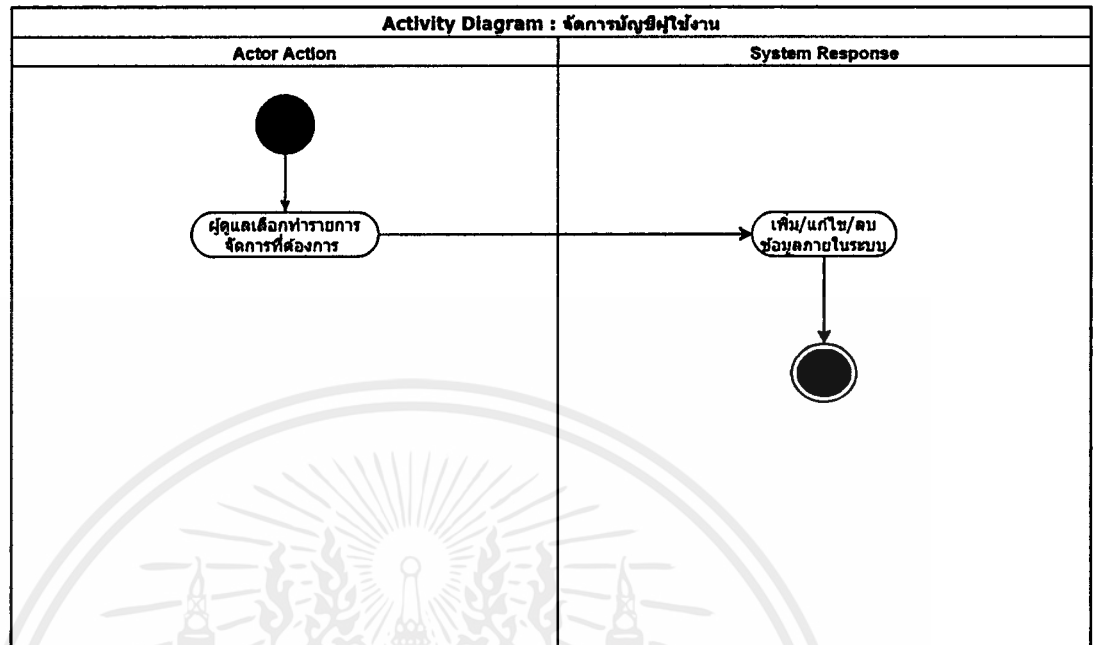 Activity Diagram : จัดการบัญชีผู้ใช้งาน
Actor Action
System Response
ผู้ดูแลเลือกทำรายการ
จัดการที่ต้องการ
เพิ่ม/แก้ไข/ลบ
ข้อมูลภายในระบบ